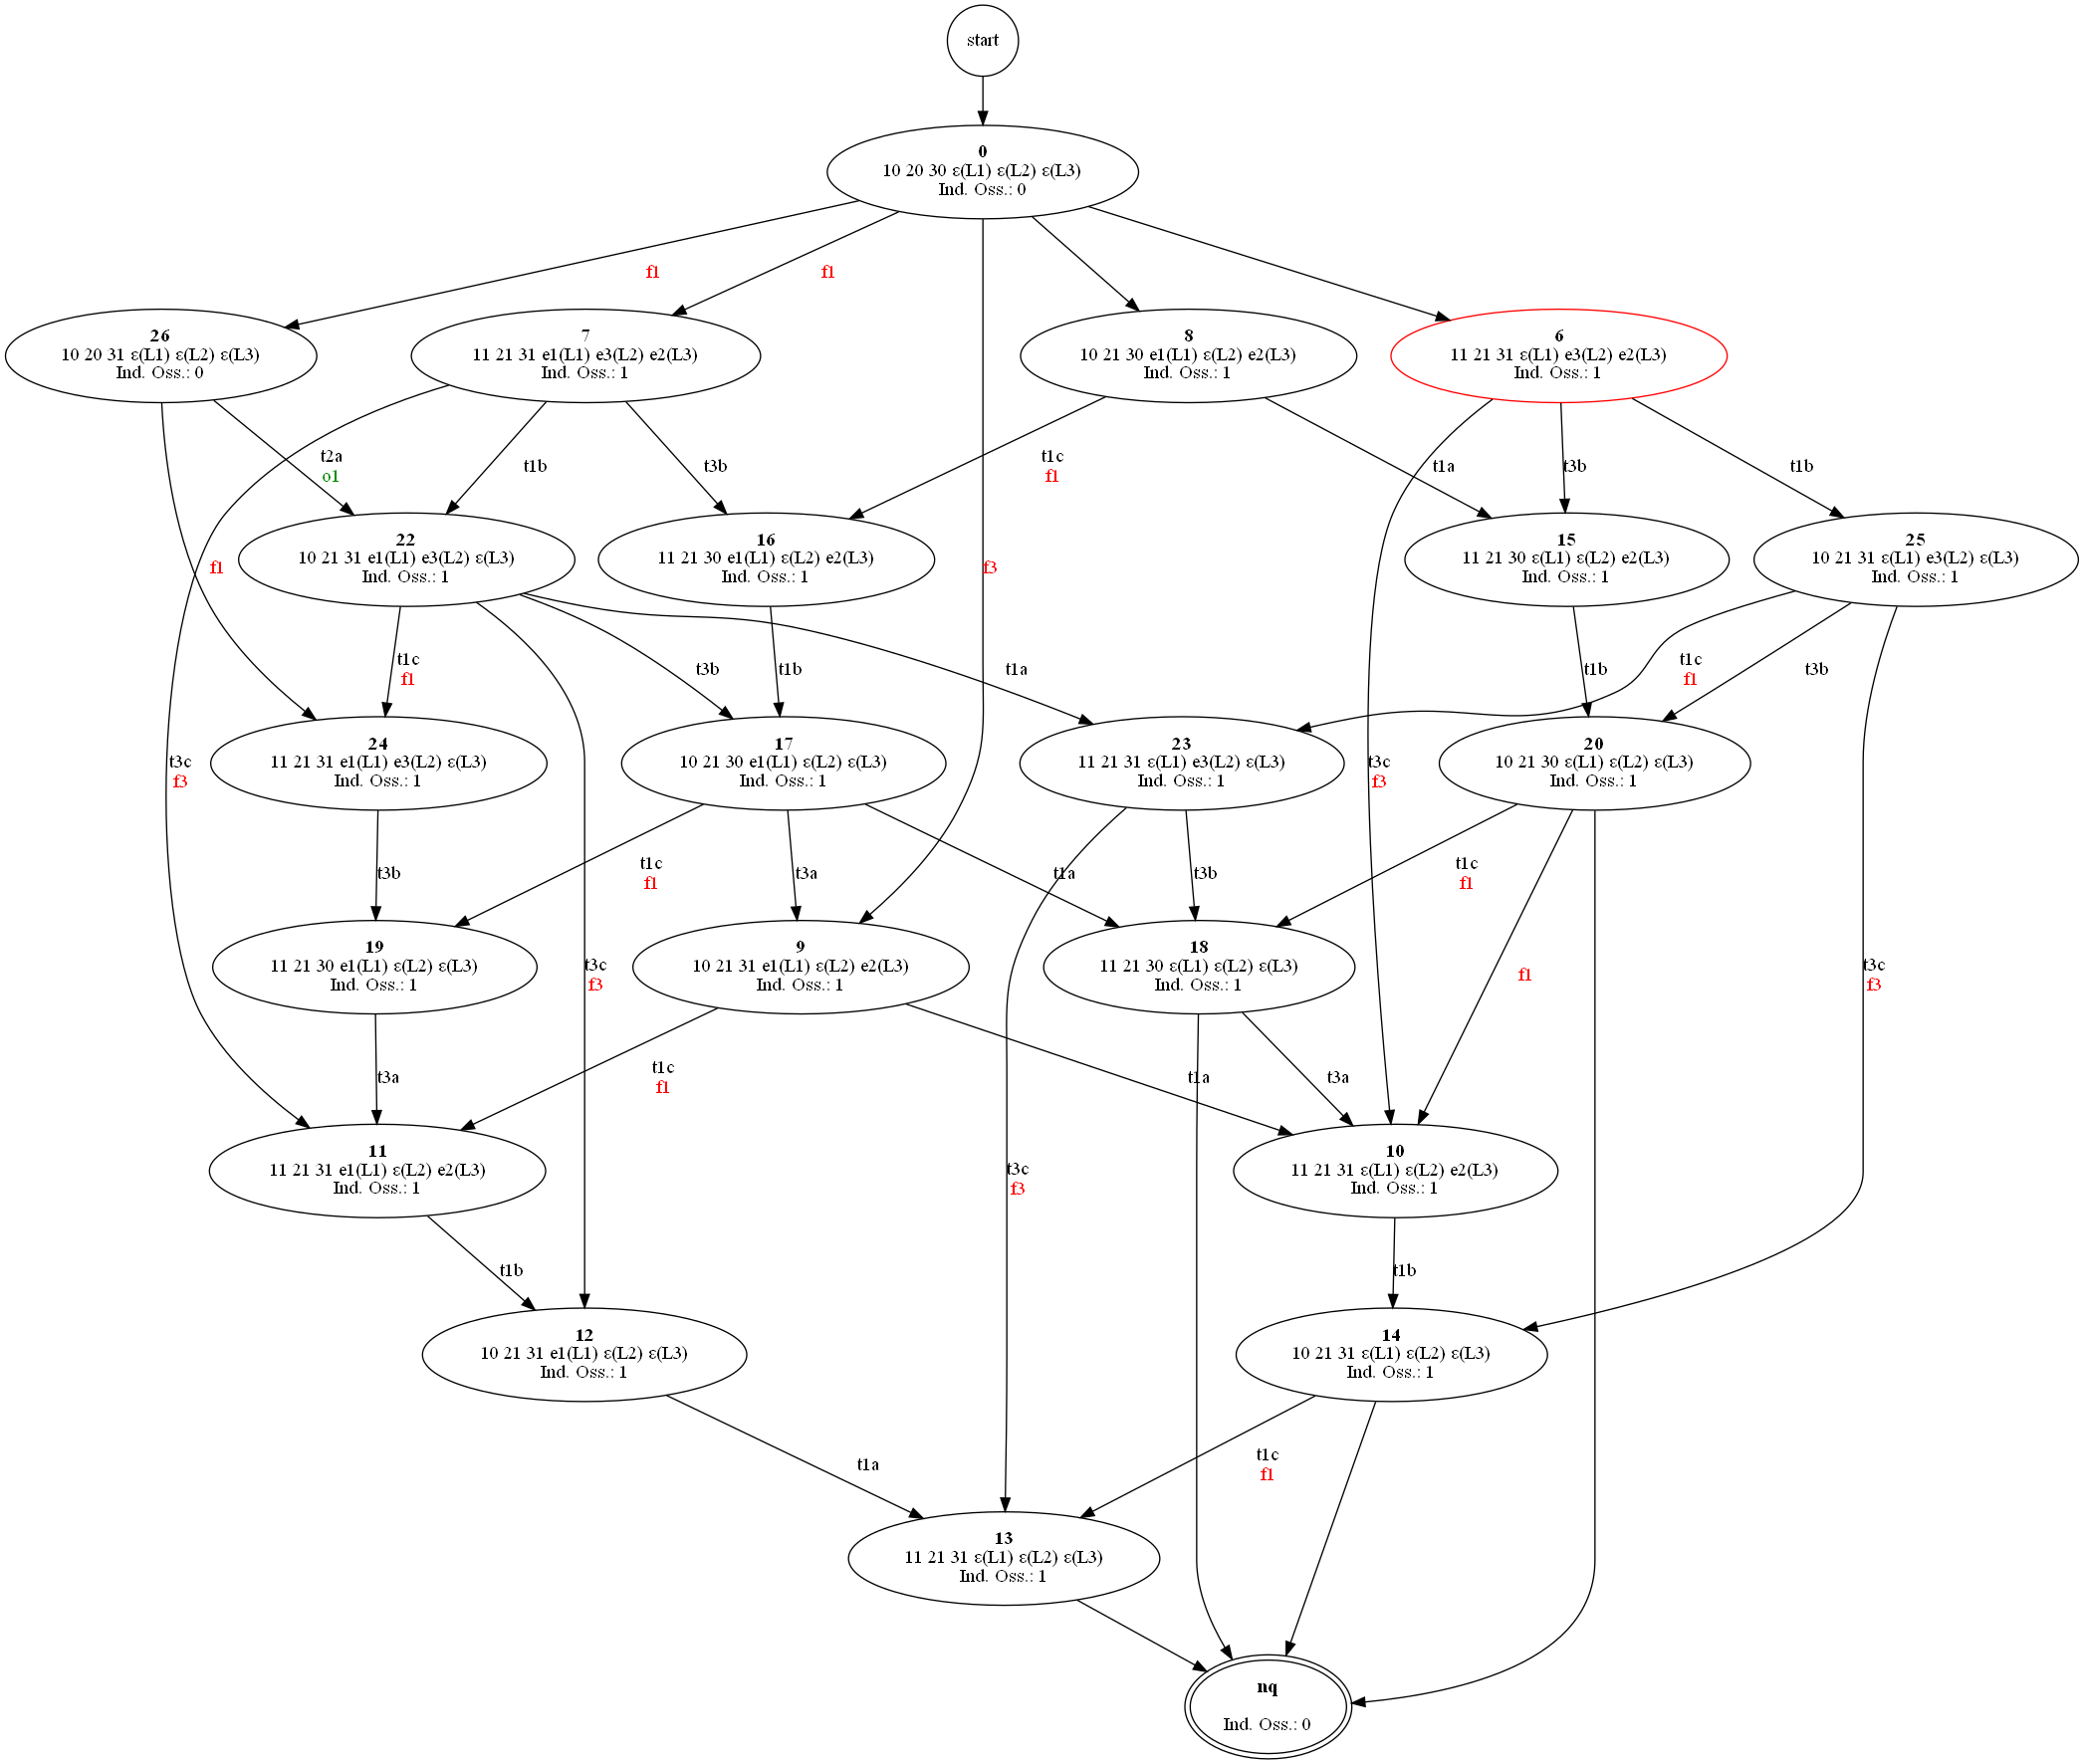 start
0
10 20 30 ε(L1) ε(L2) ε(L3)
Ind. Oss.: 0
f1
f1
26
10 20 31 ε(L1) ε(L2) ε(L3)
Ind. Oss.: 0
7
11 21 31 e1(L1) e3(L2) e2(L3)
Ind. Oss.: 1
8
10 21 30 e1(L1) ε(L2) e2(L3)
Ind. Oss.: 1
6
11 21 31 ε(L1) e3(L2) e2(L3)
Ind. Oss.: 1
t2a
o1
t1b
t3b
t1c
f1
t1a
t3b
t1b
f1
22
10 21 31 e1(L1) e3(L2) ε(L3)
Ind. Oss.: 1
16
11 21 30 e1(L1) ε(L2) e2(L3)
Ind. Oss.: 1
f3
15
11 21 30 ε(L1) ε(L2) e2(L3)
Ind. Oss.: 1
25
10 21 31 ε(L1) e3(L2) ε(L3)
Ind. Oss.: 1
t1c
f1
t3b
t1b
t1a
t1b
t1c
f1
t3b
t3c
f3
24
11 21 31 e1(L1) e3(L2) ε(L3)
Ind. Oss.: 1
17
10 21 30 e1(L1) ε(L2) ε(L3)
Ind. Oss.: 1
23
11 21 31 ε(L1) e3(L2) ε(L3)
Ind. Oss.: 1
t3c
f3
20
10 21 30 ε(L1) ε(L2) ε(L3)
Ind. Oss.: 1
t3b
t1c
f1
t3a
t1a
t3b
t1c
f1
19
11 21 30 e1(L1) ε(L2) ε(L3)
Ind. Oss.: 1
t3c
f3
9
10 21 31 e1(L1) ε(L2) e2(L3)
Ind. Oss.: 1
18
11 21 30 ε(L1) ε(L2) ε(L3)
Ind. Oss.: 1
f1
t3c
f3
t3a
t1c
f1
t1a
t3a
11
11 21 31 e1(L1) ε(L2) e2(L3)
Ind. Oss.: 1
t3c
f3
10
11 21 31 ε(L1) ε(L2) e2(L3)
Ind. Oss.: 1
t1b
t1b
12
10 21 31 e1(L1) ε(L2) ε(L3)
Ind. Oss.: 1
14
10 21 31 ε(L1) ε(L2) ε(L3)
Ind. Oss.: 1
t1a
t1c
f1
13
11 21 31 ε(L1) ε(L2) ε(L3)
Ind. Oss.: 1
nq
Ind. Oss.: 0